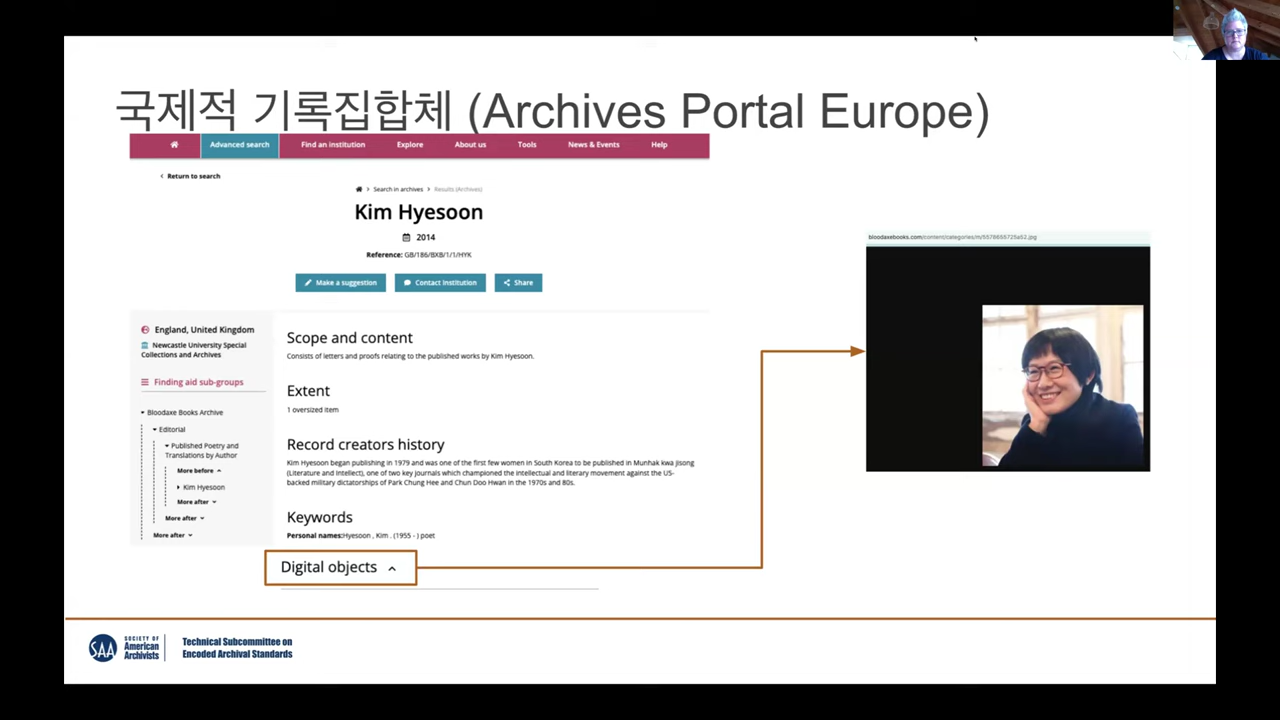 국제적 기록집합체 (Archives Portal Europe)
Advanced search Find an institution Explore About us Tools News & Events Help
Return to search
Search in archives Results (Archives)
Kim Hyesoon
2014
Reference: GB/186/BXB/1/1/HYK
Make a suggestion Contact Institution Share
England, United Kingdom
Newcastle University Special
Collections and Archives
Finding aid sub-groups
Bloodaxe Books Archive
Editorial
Published Poetry and
Translations by Author
More before
Kim Hyesoon
More after
More after
More after
Scope and content
Consists of letters and proofs relating to the published works by Kim Hyesoon.
Extent
1 oversized item
Record creators history
Kim Hyesoon began publishing in 1979 and was one of the first few women in South Korea to be published in Munhak kwa jisong
(Literature and Intellect), one of two key journals which championed the intellectual and literary movement against the US-
backed military dictatorships of Park Chung Hee and Chun Doo Hwan in the 1970s and 80s.
Keywords
Personal names:Hyesoon , Kim . (1955 - ) poet
Digital objects
bloodaxebooks.com/content/categories/m/5578655725a52.jpg
SAA
SOCIETY OF
American
Archivists
Technical Subcommittee on
Encoded Archival Standards